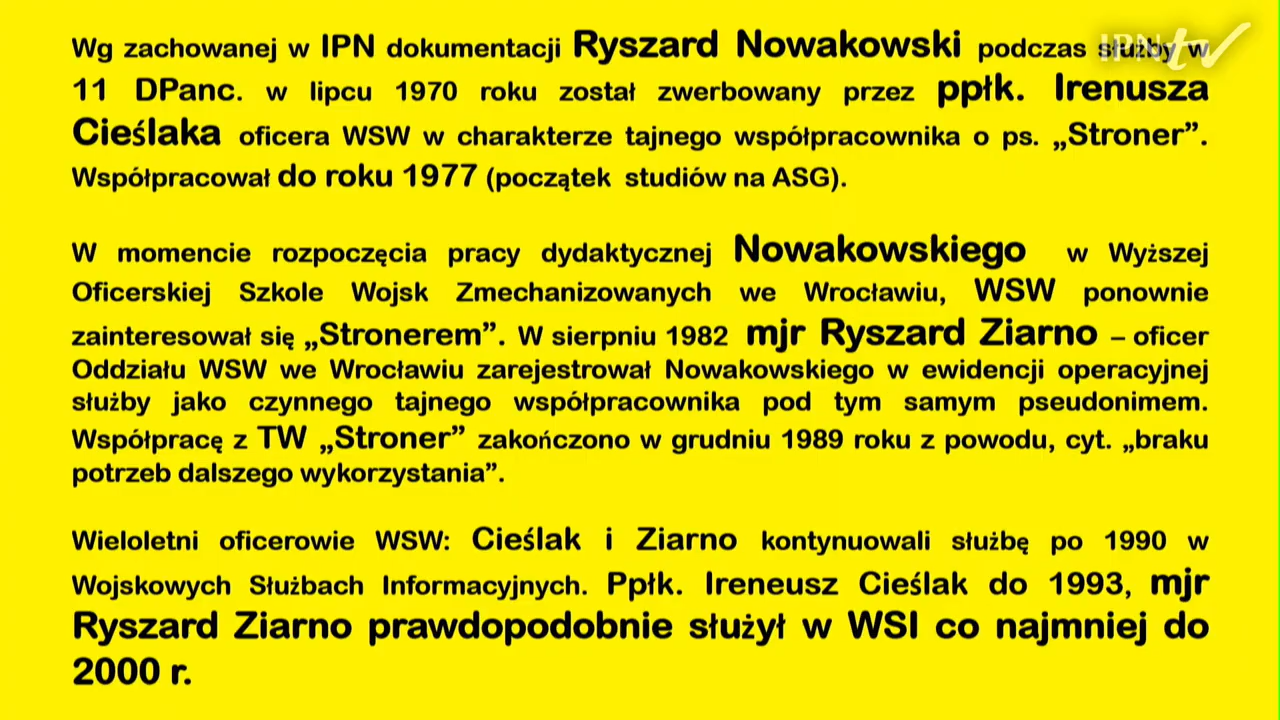 IPNtv
Wg zachowanej w IPN dokumentacji Ryszard Nowakowski podczas służby w
11 DPanc. w lipcu 1970 roku został zwerbowany przez ppłk. Irenusza
Cieślaka oficera WSW w charakterze tajnego współpracownika o ps. „Stroner”.
Współpracował do roku 1977 (początek studiów na ASG).
W momencie rozpoczęcia pracy dydaktycznej Nowakowskiego w Wyższej
Oficerskiej Szkole Wojsk Zmechanizowanych we Wrocławiu, WSW ponownie
zainteresował się „Stronerem”. W sierpniu 1982 mjr Ryszard Ziarno – oficer
Oddziału WSW we Wrocławiu zarejestrował Nowakowskiego w ewidencji operacyjnej
służby jako czynnego tajnego współpracownika pod tym samym pseudonimem.
Współpracę z TW „Stroner” zakończono w grudniu 1989 roku z powodu, cyt. „braku
potrzeb dalszego wykorzystania”.
Wieloletni oficerowie WSW: Cieślak i Ziarno kontynuowali służbę po 1990 w
Wojskowych Służbach Informacyjnych. Ppłk. Ireneusz Cieślak do 1993, mjr
Ryszard Ziarno prawdopodobnie służył w WSI co najmniej do
2000 r.